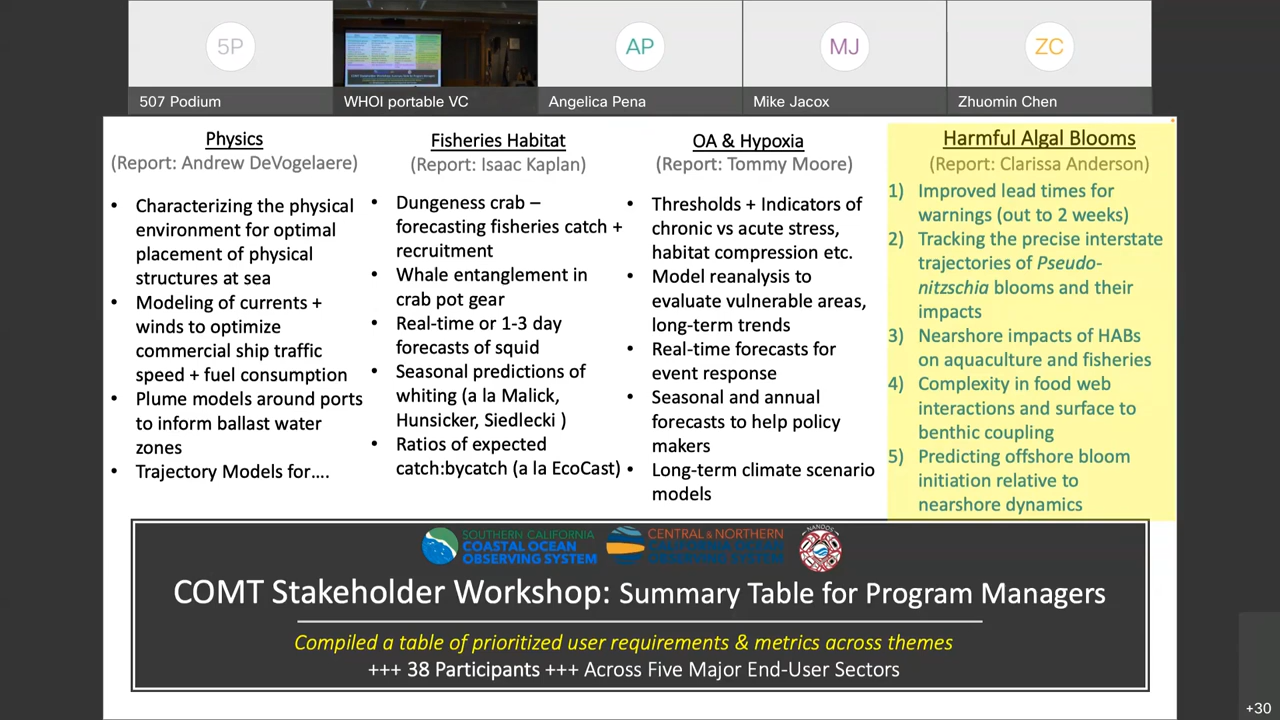 5P
AP
MJ
ZC
507 Podium
WHOI portable VC
Angelica Pena
Mike Jacox
Zhuomin Chen
Physics
(Report: Andrew DeVogelaere)
• Characterizing the physical
environment for optimal
placement of physical
structures at sea
• Modeling of currents +
winds to optimize
commercial ship traffic
speed + fuel consumption
• Plume models around ports
to inform ballast water
zones
• Trajectory Models for....
Fisheries Habitat
(Report: Isaac Kaplan)
• Dungeness crab –
forecasting fisheries catch +
recruitment
• Whale entanglement in
crab pot gear
• Real-time or 1-3 day
forecasts of squid
• Seasonal predictions of
whiting (a la Malick,
Hunsicker, Siedlecki )
• Ratios of expected
catch:bycatch (a la EcoCast)
OA & Hypoxia
(Report: Tommy Moore)
• Thresholds + Indicators of
chronic vs acute stress,
habitat compression etc.
• Model reanalysis to
evaluate vulnerable areas,
long-term trends
• Real-time forecasts for
event response
• Seasonal and annual
forecasts to help policy
makers
• Long-term climate scenario
models
Harmful Algal Blooms
(Report: Clarissa Anderson)
1) Improved lead times for
warnings (out to 2 weeks)
2) Tracking the precise interstate
trajectories of Pseudo-
nitzschia blooms and their
impacts
3) Nearshore impacts of HABs
on aquaculture and fisheries
4) Complexity in food web
interactions and surface to
benthic coupling
5) Predicting offshore bloom
initiation relative to
nearshore dynamics
SOUTHERN CALIFORNIA
COASTAL OCEAN
OBSERVING SYSTEM
CENTRAL & NORTHERN
CALIFORNIA OCEAN
OBSERVING SYSTEM
NANOOS
COMT Stakeholder Workshop: Summary Table for Program Managers
Compiled a table of prioritized user requirements & metrics across themes
+++ 38 Participants +++ Across Five Major End-User Sectors
+30